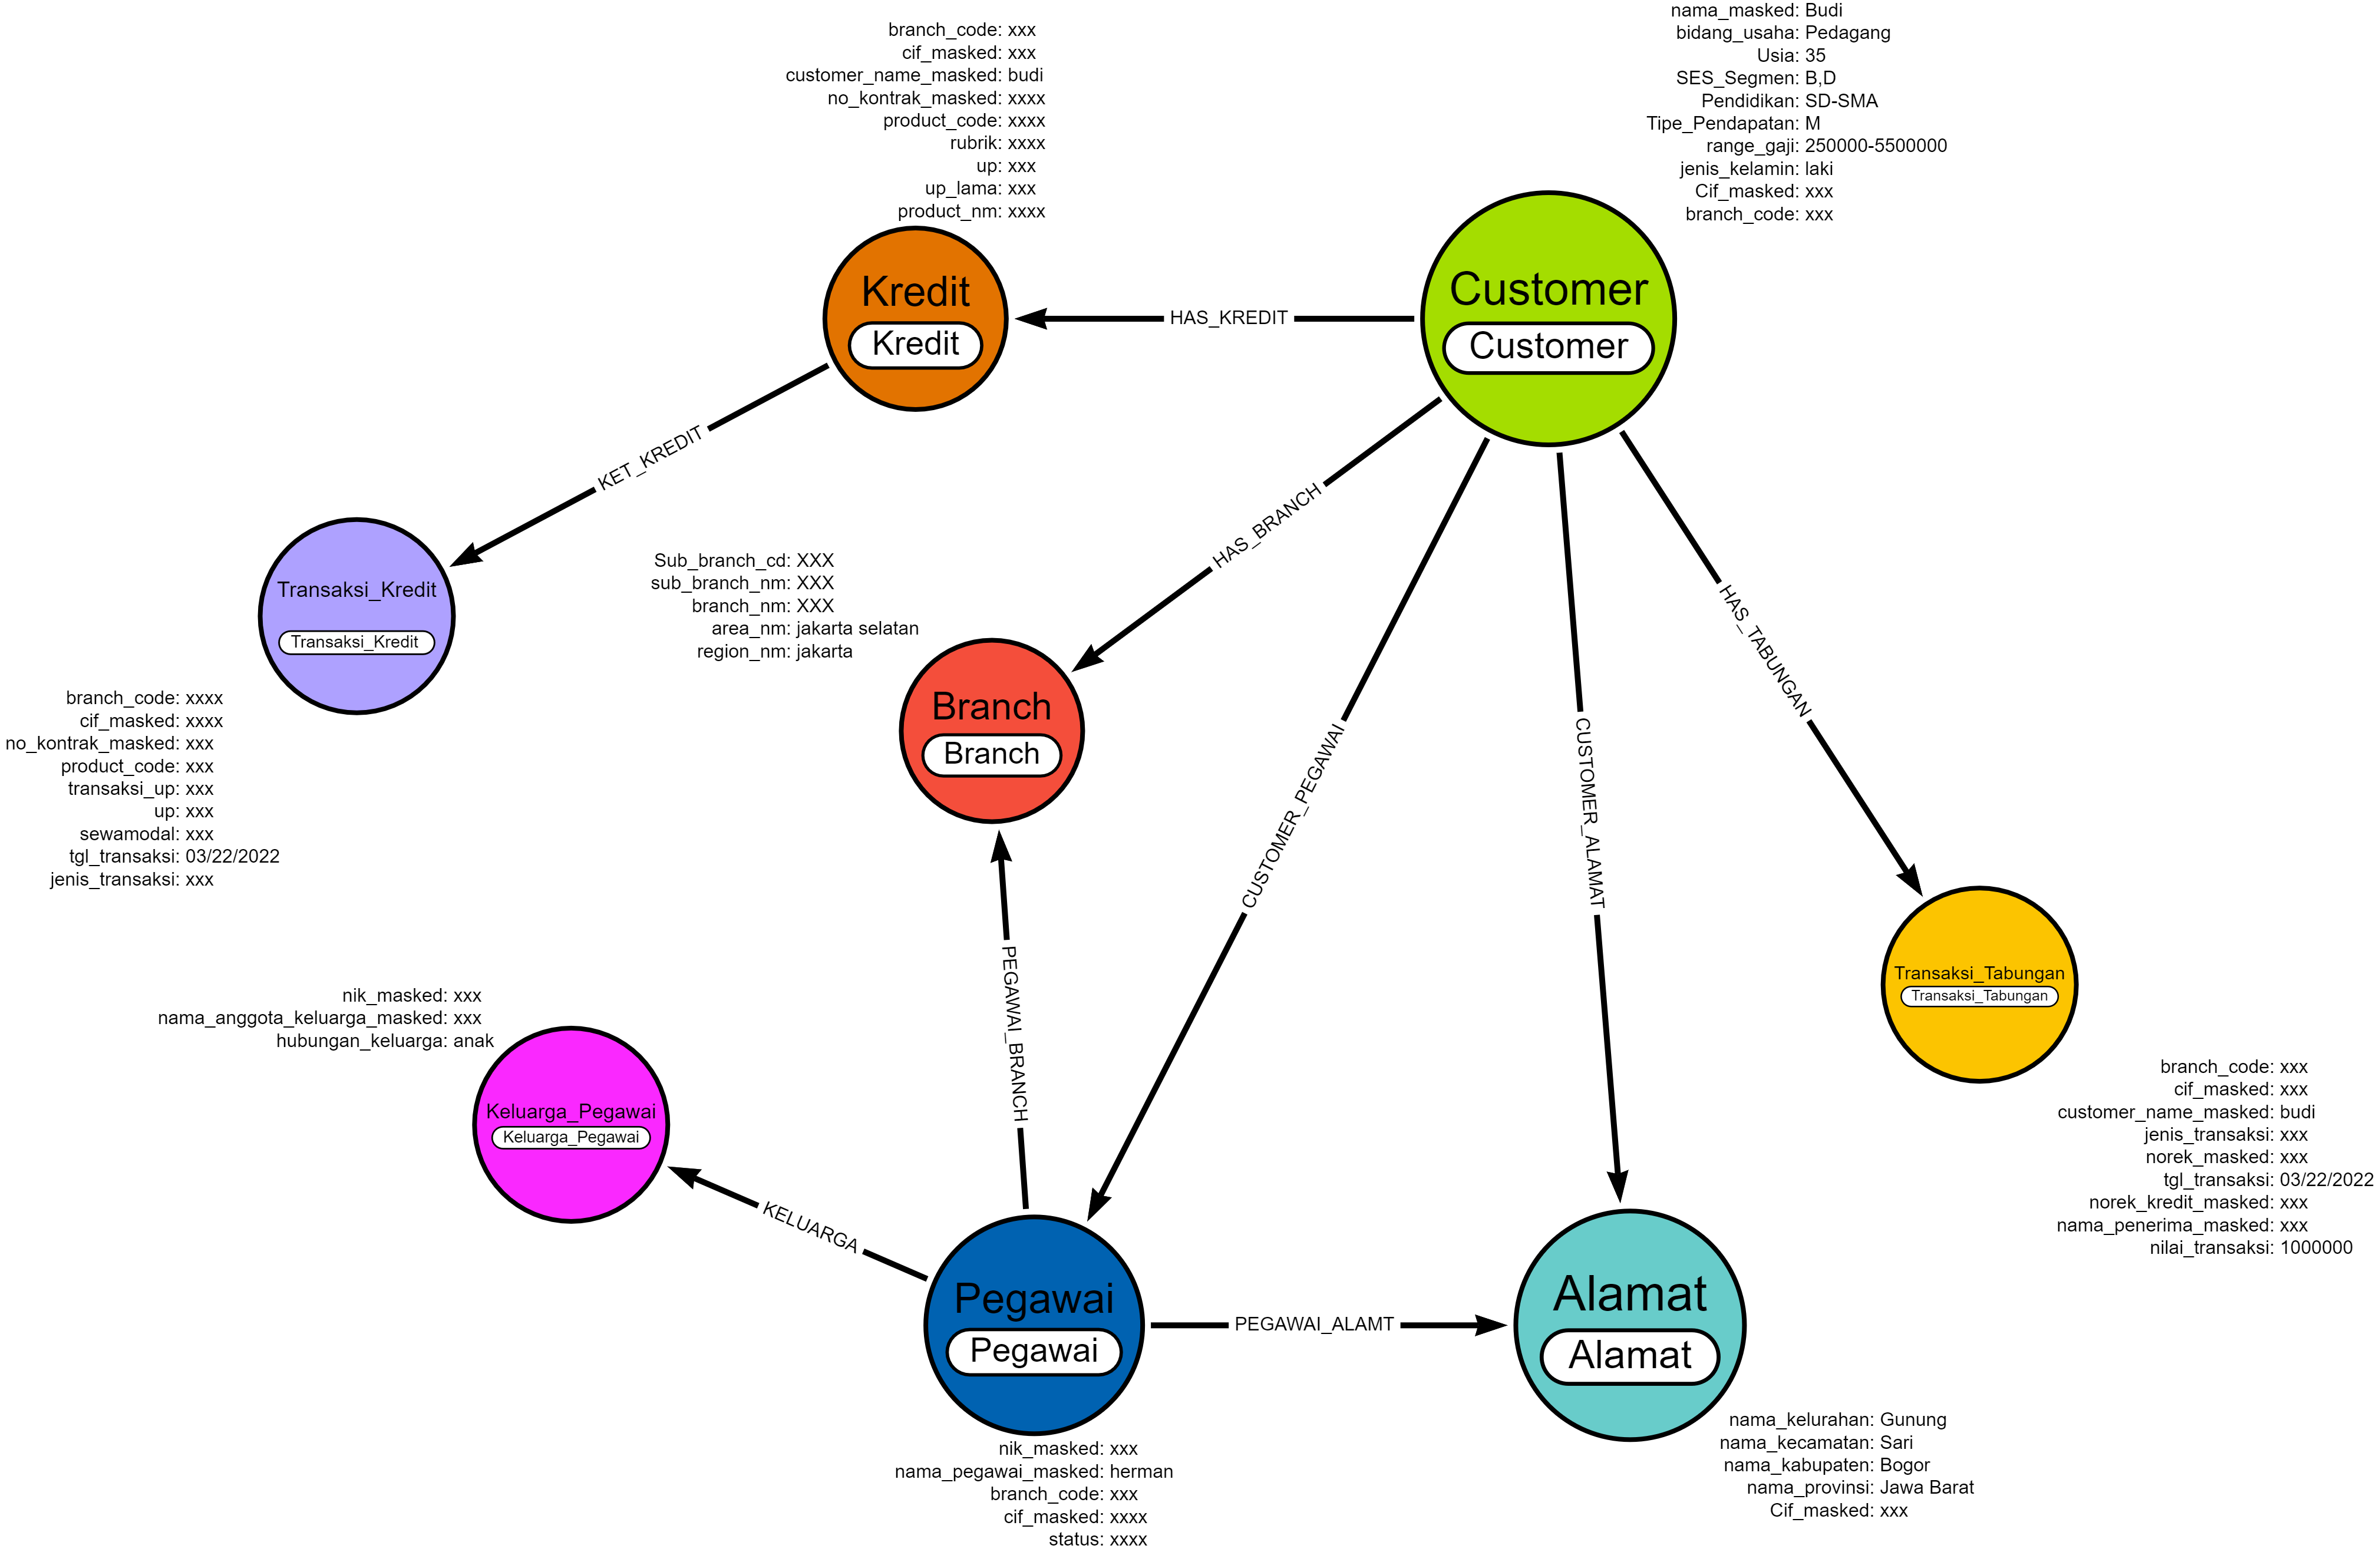 branch_code: xxx
cif_masked: xxx
customer_name_masked: budi
no_kontrak_masked: xxxx
product_code: xxxx
rubrik: xxxx
up: xxx
up_lama: xxx
product_nm: xxxx
Kredit
Kredit
HAS_KREDIT
nama_masked: Budi
bidang_usaha: Pedagang
Usia: 35
SES_Segmen: B,D
Pendidikan: SD-SMA
Tipe_Pendapatan: M
range_gaji: 250000-5500000
jenis_kelamin: laki
Cif_masked: xxx
branch_code: xxx
Customer
Customer
KET_KREDIT
Transaksi_Kredit
Transaksi_Kredit
branch_code: xxxx
cif_masked: xxxx
no_kontrak_masked: xxx
product_code: xxx
transaksi_up: xxx
up: xxx
sewamodal: xxx
tgl_transaksi: 03/22/2022
jenis_transaksi: xxx
HAS_BRANCH
Sub_branch_cd: XXX
sub_branch_nm: XXX
branch_nm: XXX
area_nm: jakarta selatan
region_nm: jakarta
Branch
Branch
CUSTOMER_PEGAWAI
CUSTOMER_ALAMAT
HAS_TABUNGAN
Transaksi_Tabungan
Transaksi_Tabungan
branch_code: xxx
cif_masked: xxx
customer_name_masked: budi
jenis_transaksi: xxx
norek_masked: xxx
tgl_transaksi: 03/22/2022
norek_kredit_masked: xxx
nama_penerima_masked: xxx
nilai_transaksi: 1000000
PEGAWAI_BRANCH
nik_masked: xxx
nama_anggota_keluarga_masked: xxx
hubungan_keluarga: anak
Keluarga_Pegawai
Keluarga_Pegawai
KELUARGA
Pegawai
Pegawai
nik_masked: xxx
nama_pegawai_masked: herman
branch_code: xxx
cif_masked: xxxx
status: xxxx
PEGAWAI_ALAMT
Alamat
Alamat
nama_kelurahan: Gunung
nama_kecamatan: Sari
nama_kabupaten: Bogor
nama_provinsi: Jawa Barat
Cif_masked: xxx